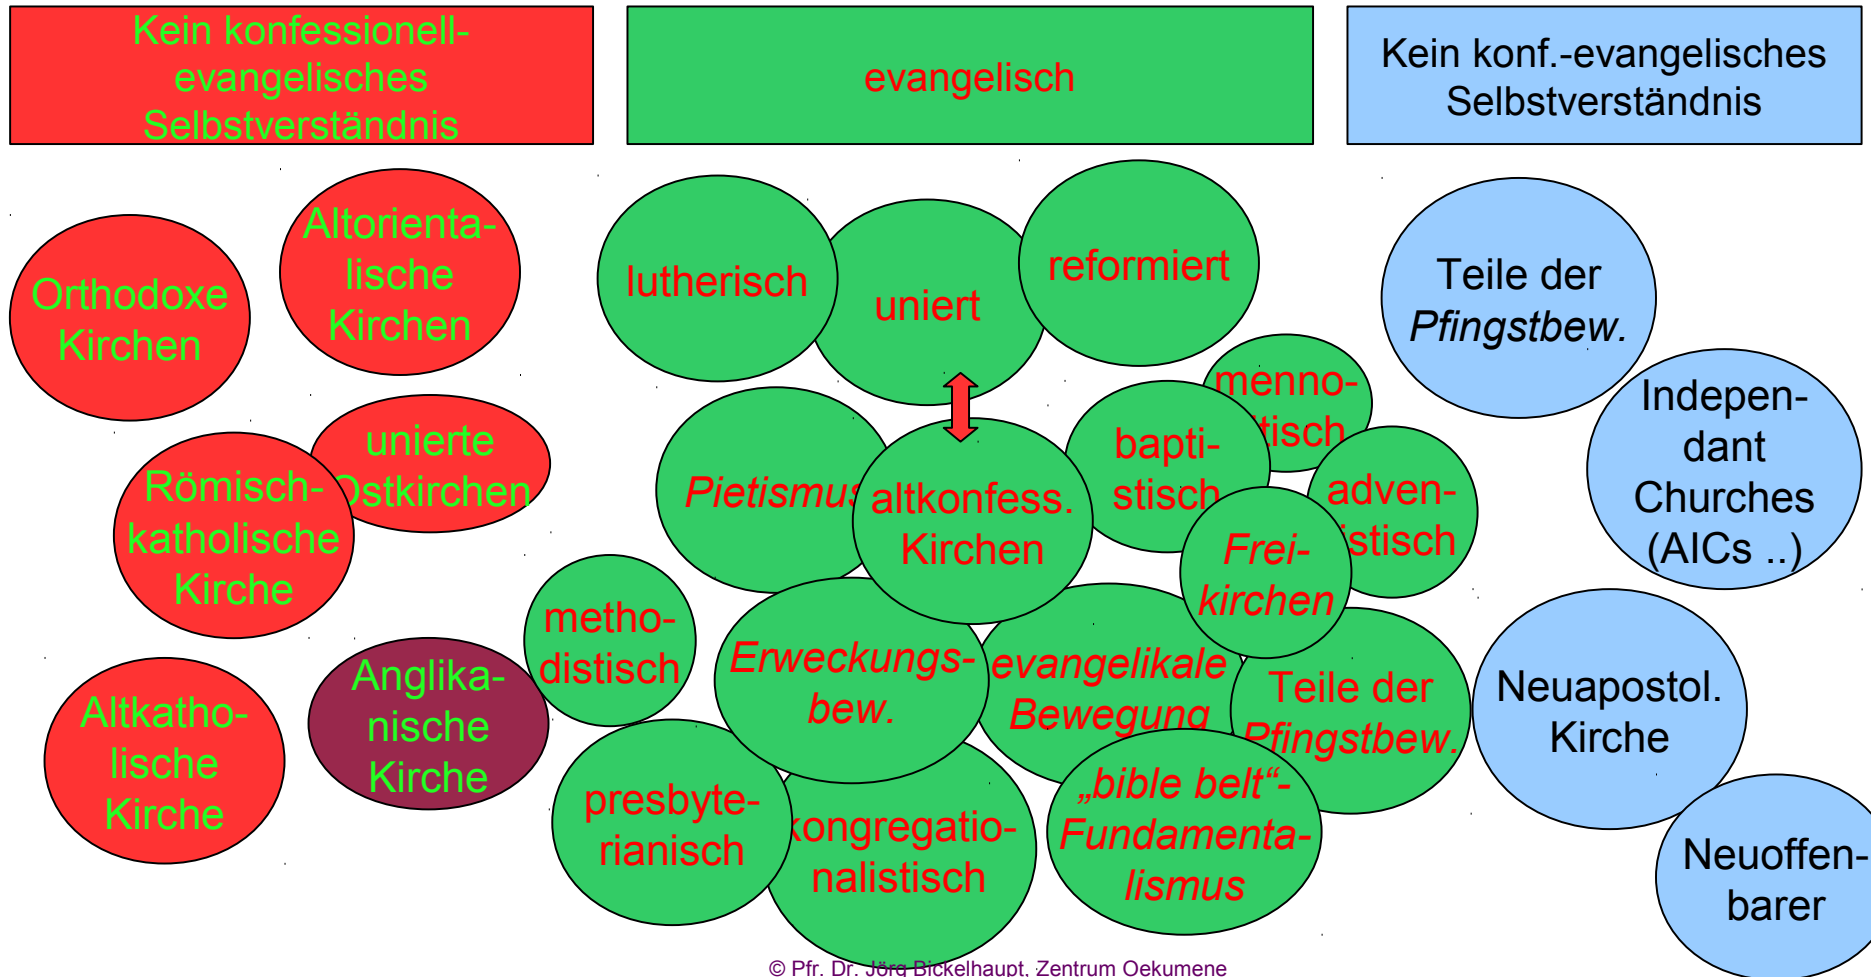 Kein konfessionell-
evangelisches
Selbstverständnis
evangelisch
Kein konf.-evangelisches
Selbstverständnis
Orthodoxe
Kirchen
Altorienta-
lische
Kirchen
unierte
Ostkirchen
Römisch-
katholische
Kirche
Altkatho-
lische
Kirche
Anglika-
nische
Kirche
lutherisch
uniert
reformiert
Pietismus
altkonfess.
Kirchen
bapti-
stisch
menno-
tisch
adven-
stisch
Frei-
kirchen
metho-
distisch
Erweckungs-
bew.
evangelikale
Bewegung
Teile der
Pfingstbew.
presbyte-
rianisch
kongregatio-
nalistisch
„bible belt“-
Fundamenta-
lismus
Teile der
Pfingstbew.
Indepen-
dant
Churches
(AICs ..)
Neuapostol.
Kirche
Neuoffen-
barer
© Pfr. Dr. Jörg Bickelhaupt, Zentrum Oekumene